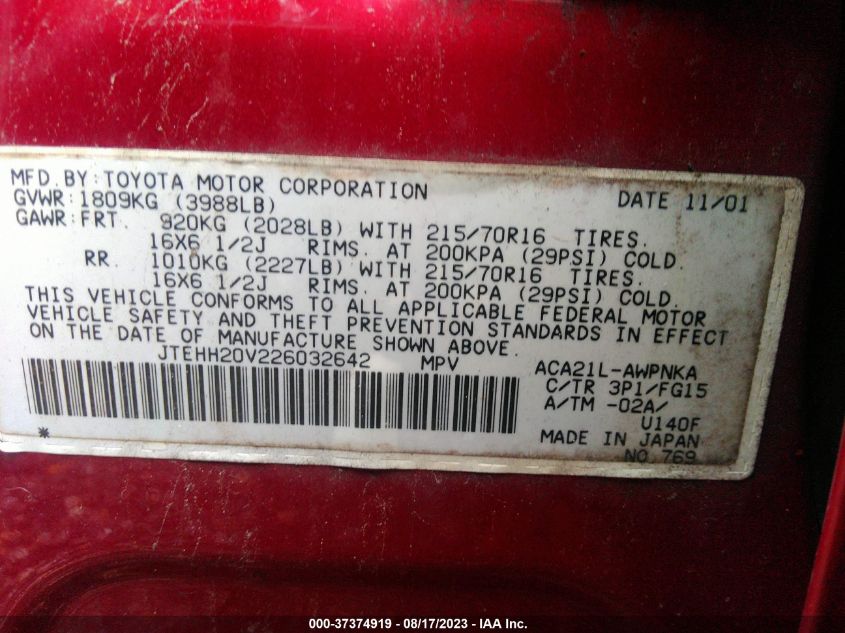 MFD. BY: TOYOTA MOTOR CORPORATION DATE 11/01
GVWR: 1809KG (3988LB)
GAWR: FRT. 920KG (2028LB) WITH 215/70R16 TIRES.
16X6 1/2J RIMS. AT 200KPA (29PSI) COLD.
RR. 1010KG (2227LB) WITH 215/70R16 TIRES.
16X6 1/2J RIMS. AT 200KPA (29PSI) COLD.
THIS VEHICLE CONFORMS TO ALL APPLICABLE FEDERAL MOTOR
VEHICLE SAFETY AND THEFT PREVENTION STANDARDS IN EFFECT
ON THE DATE OF MANUFACTURE SHOWN ABOVE.
JTEHH20V226032642 MPV ACA21L-AWPNKA
C/TR 3P1/FG15
A/TM -02A/
U140F
* MADE IN JAPAN
NO.769
000-37374919 - 08/17/2023 - IAA Inc.